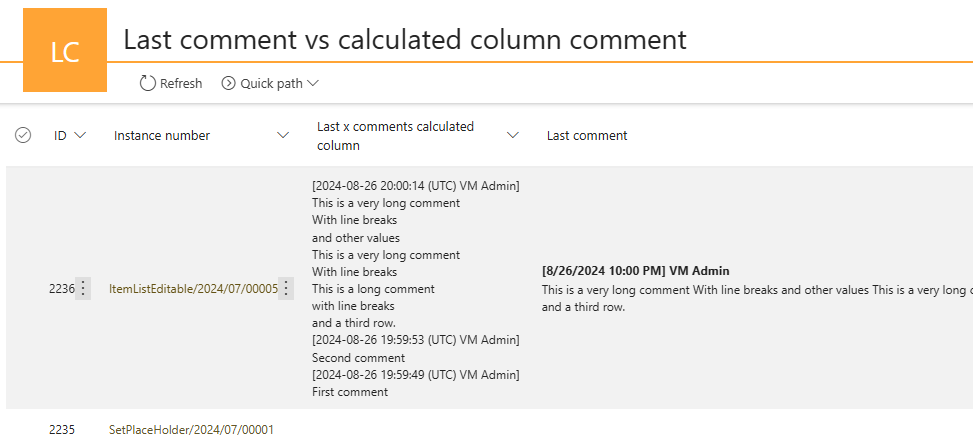 LC
Last comment vs calculated column comment
Refresh
Quick path
ID
Instance number
Last x comments calculated
column
Last comment
2236
ItemListEditable/2024/07/00005
[2024-08-26 20:00:14 (UTC) VM Admin]
This is a very long comment
With line breaks
and other values
This is a very long comment
With line breaks
This is a long comment
with line breaks
and a third row.
[2024-08-26 19:59:53 (UTC) VM Admin]
Second comment
[2024-08-26 19:59:49 (UTC) VM Admin]
First comment
[8/26/2024 10:00 PM] VM Admin
This is a very long comment With line breaks and other values This is a very long
and a third row.
2235
SetPlaceHolder/2024/07/00001